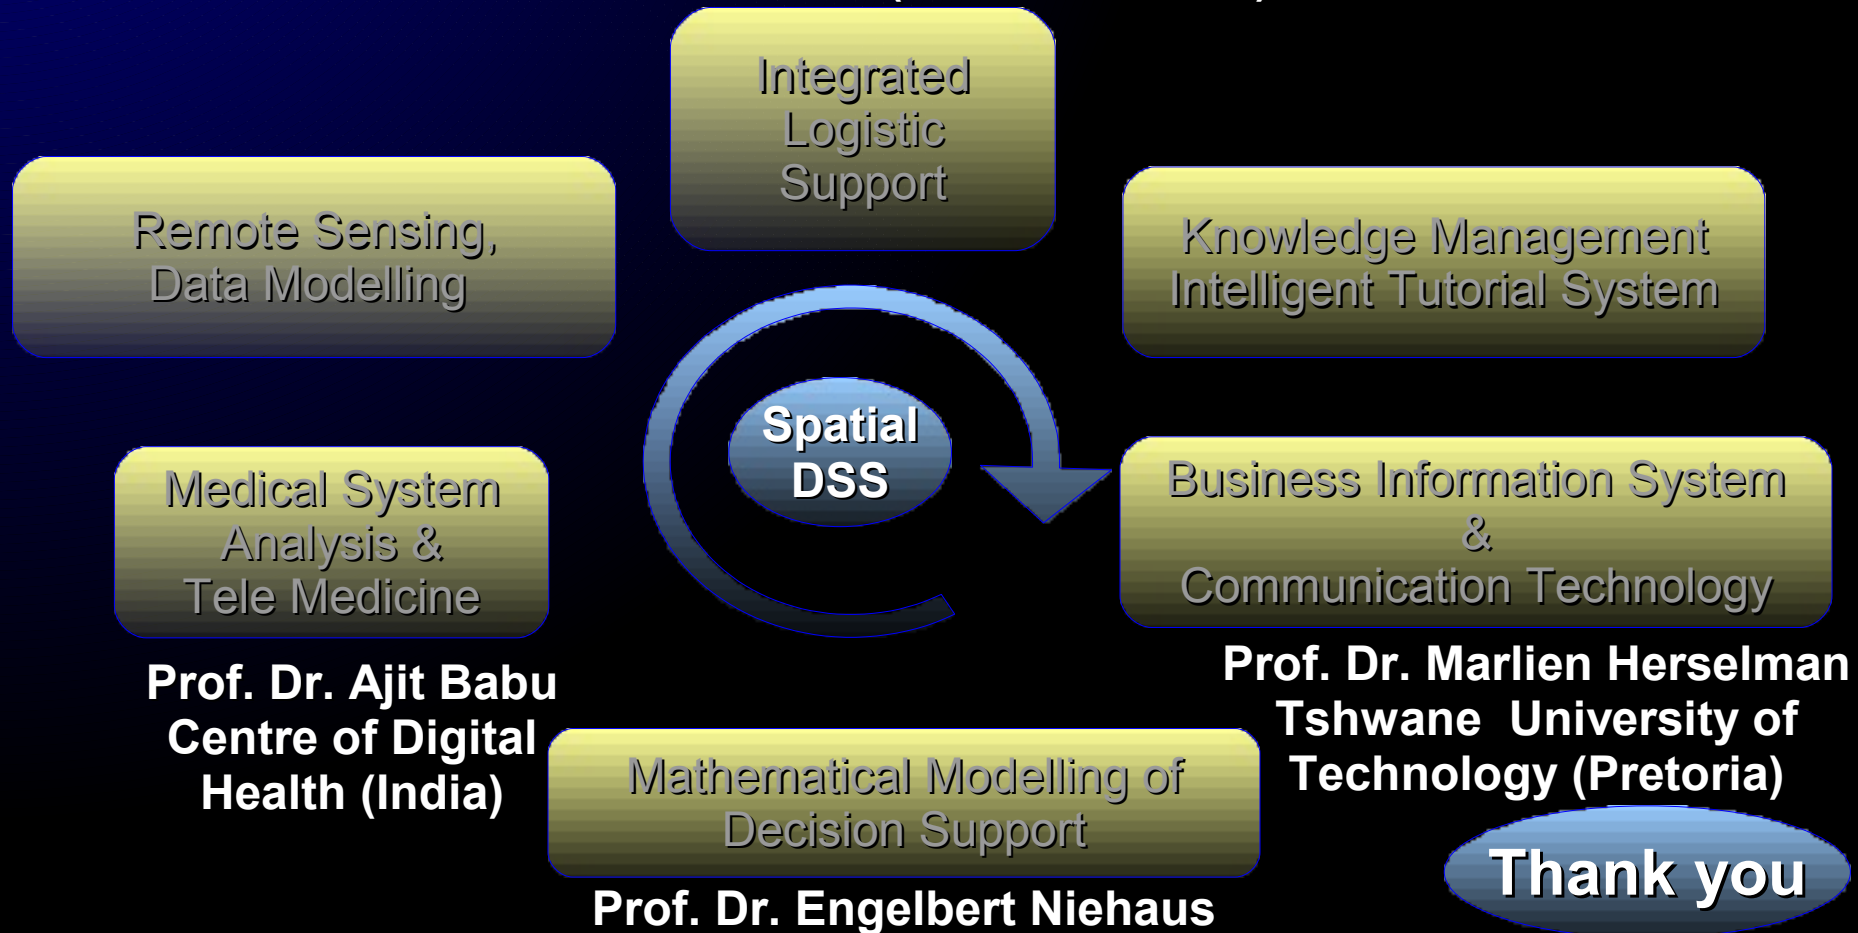 Integrated
Logistic
Support
Remote Sensing,
Data Modelling
Knowledge Management
Intelligent Tutorial System
Spatial
DSS
Medical System
Analysis &
Tele Medicine
Prof. Dr. Ajit Babu
Centre of Digital
Health (India)
Business Information System
&
Communication Technology
Prof. Dr. Marlien Herselman
Tshwane University of
Technology (Pretoria)
Mathematical Modelling of
Decision Support
Prof. Dr. Engelbert Niehaus
Thank you